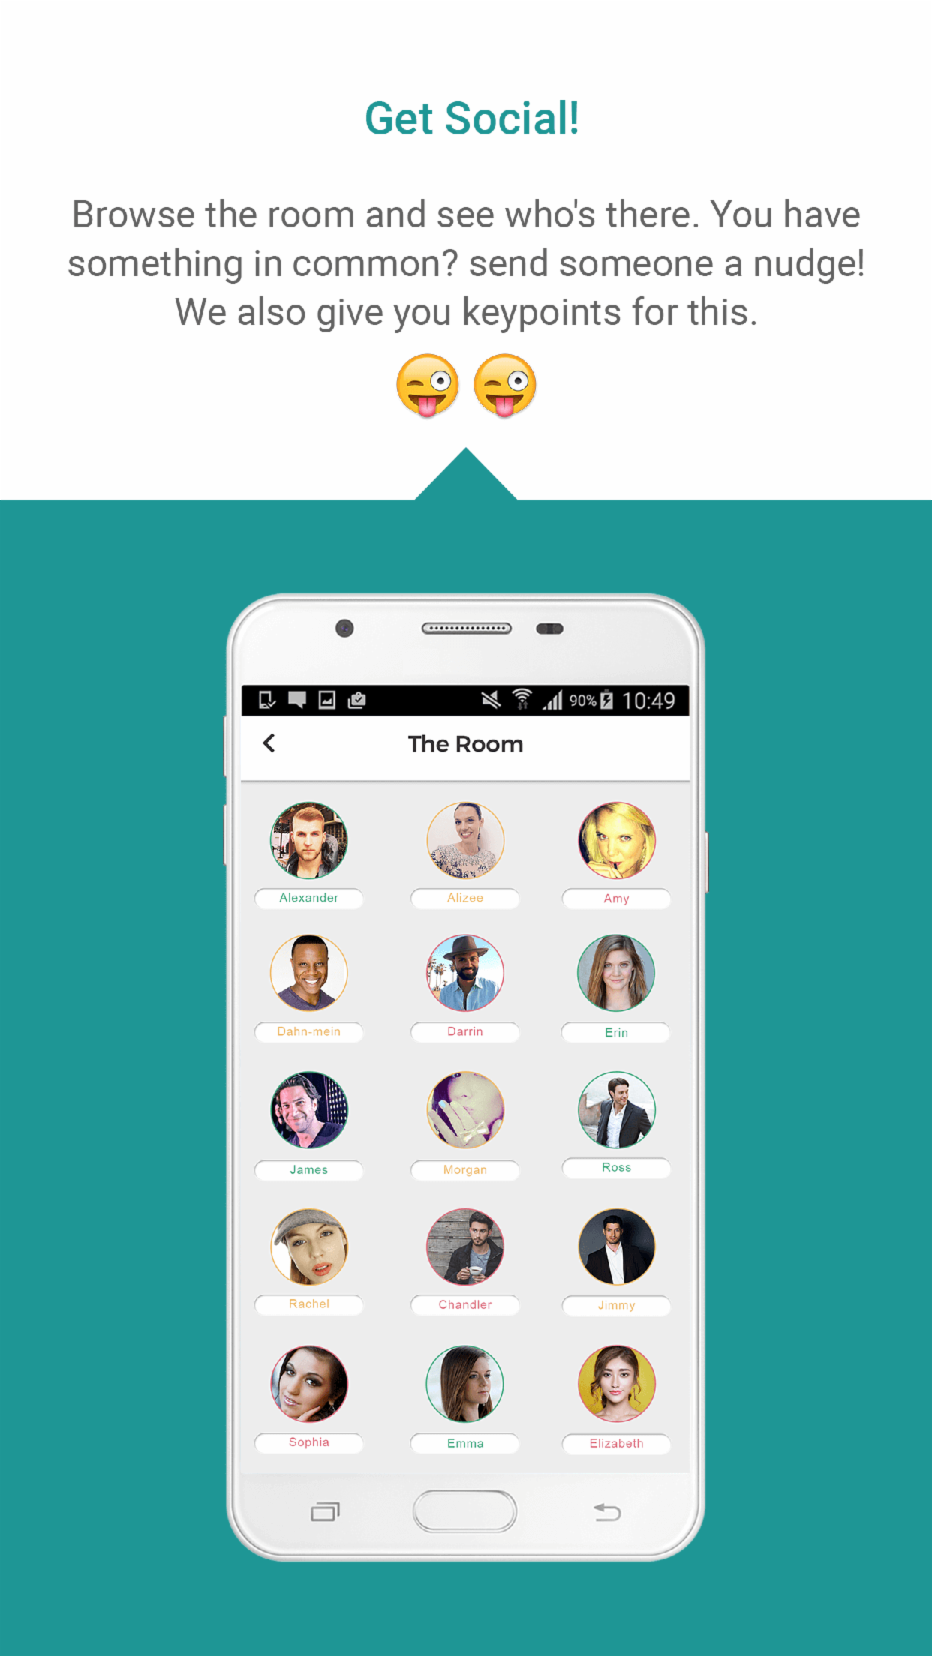 Get Social!
Browse the room and see who's there. You have
something in common? send someone a nudge!
We also give you keypoints for this.
90% 10:49
The Room
Alexander Alizee Amy
Dahn-mein Darrin Erin
James Morgan Ross
Rachel Chandler Jimmy
Sophia Emma Elizabeth